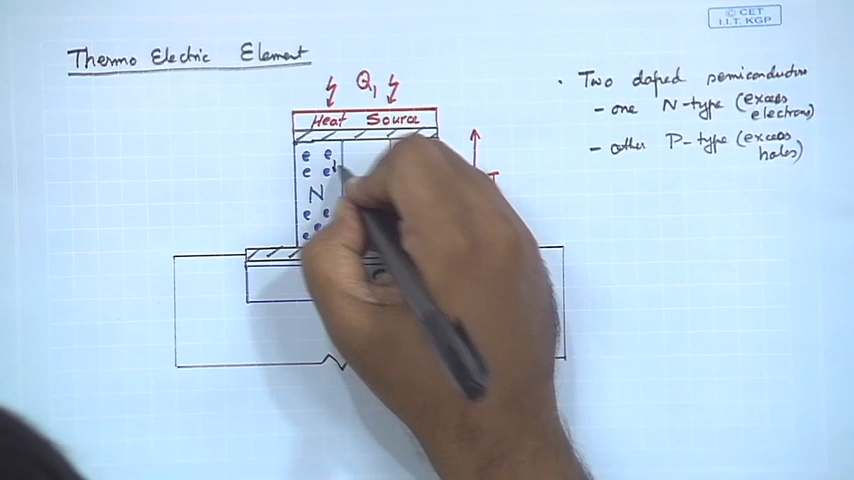 © CET
I.I.T. KGP
Thermo Electric Element
Q1
Heat Source
e e
e e
N
e e
e e
· Two doped semiconductors
- one N-type (excess
electrons)
- other P-type (excess
holes)